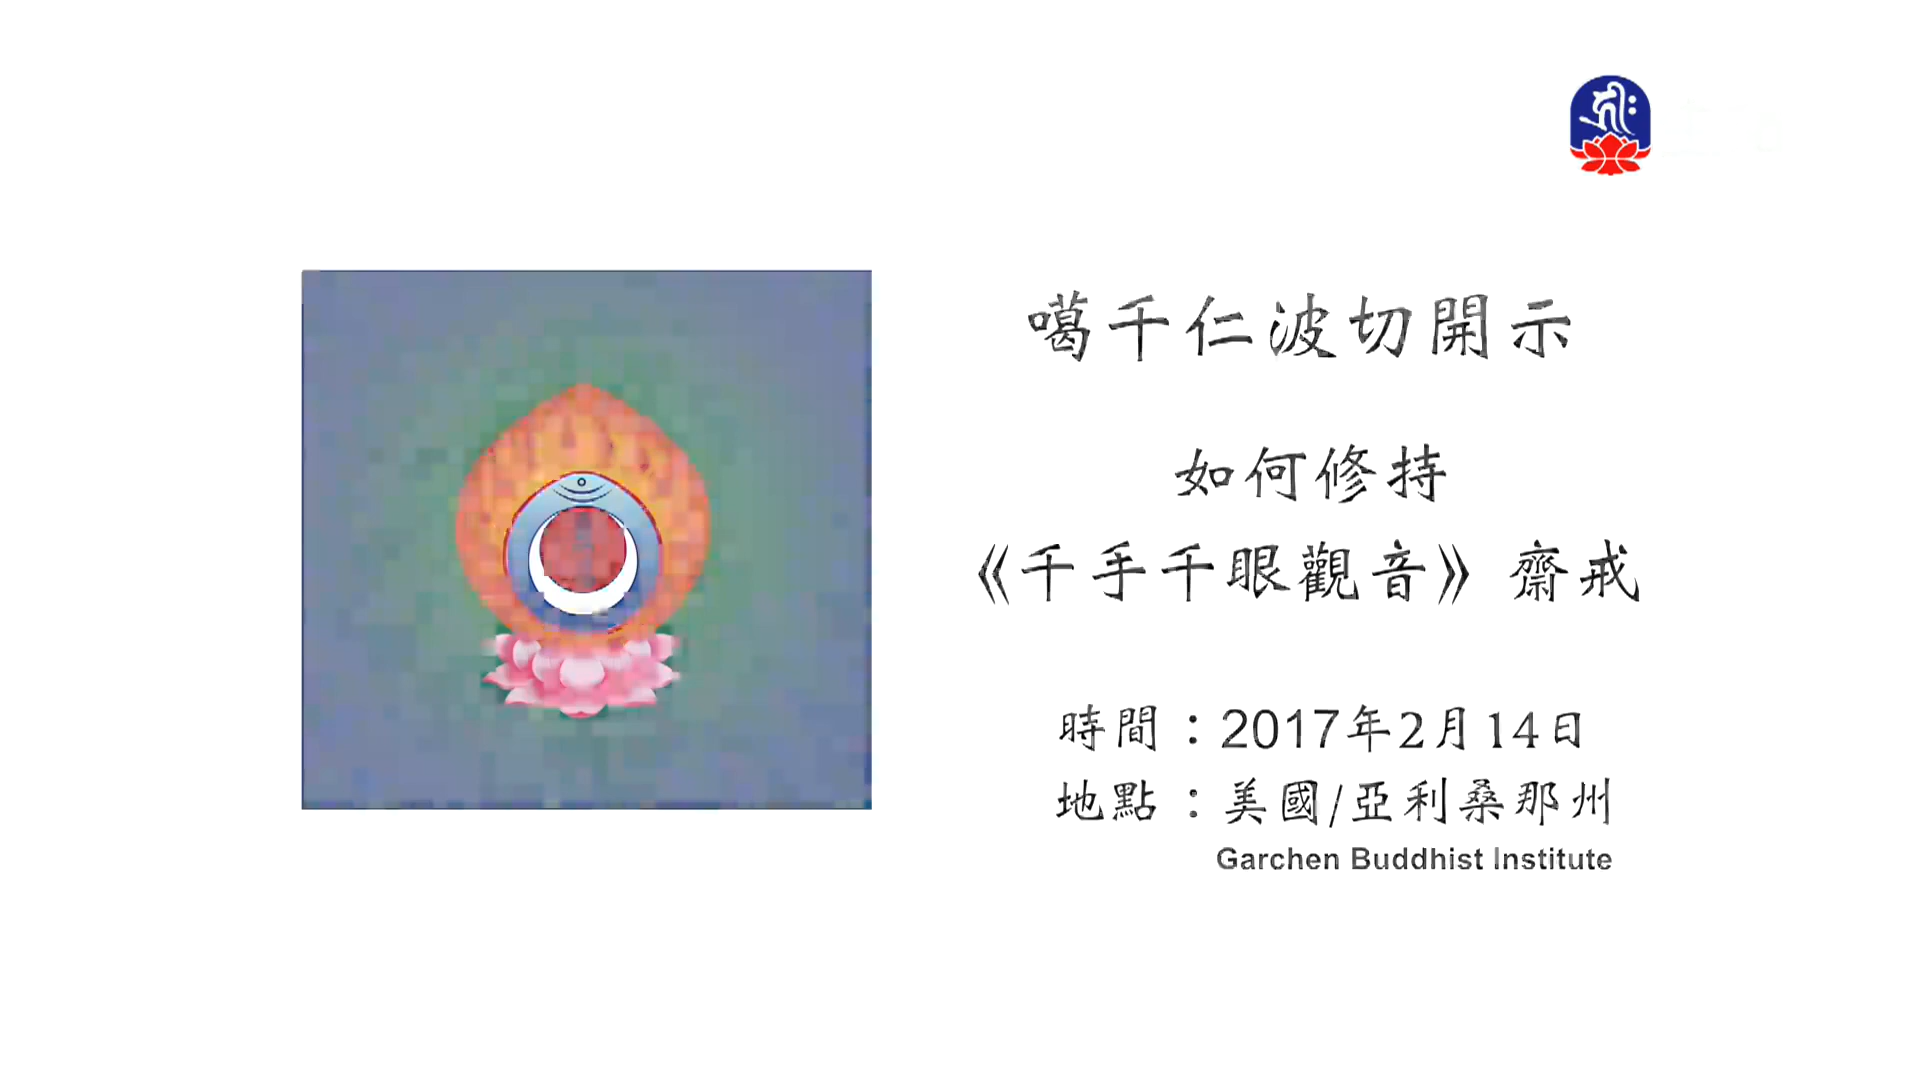 噶千仁波切開示
如何修持
《千手千眼觀音》齋戒
時間：2017年2月14日
地點：美國/亞利桑那州
Garchen Buddhist Institute